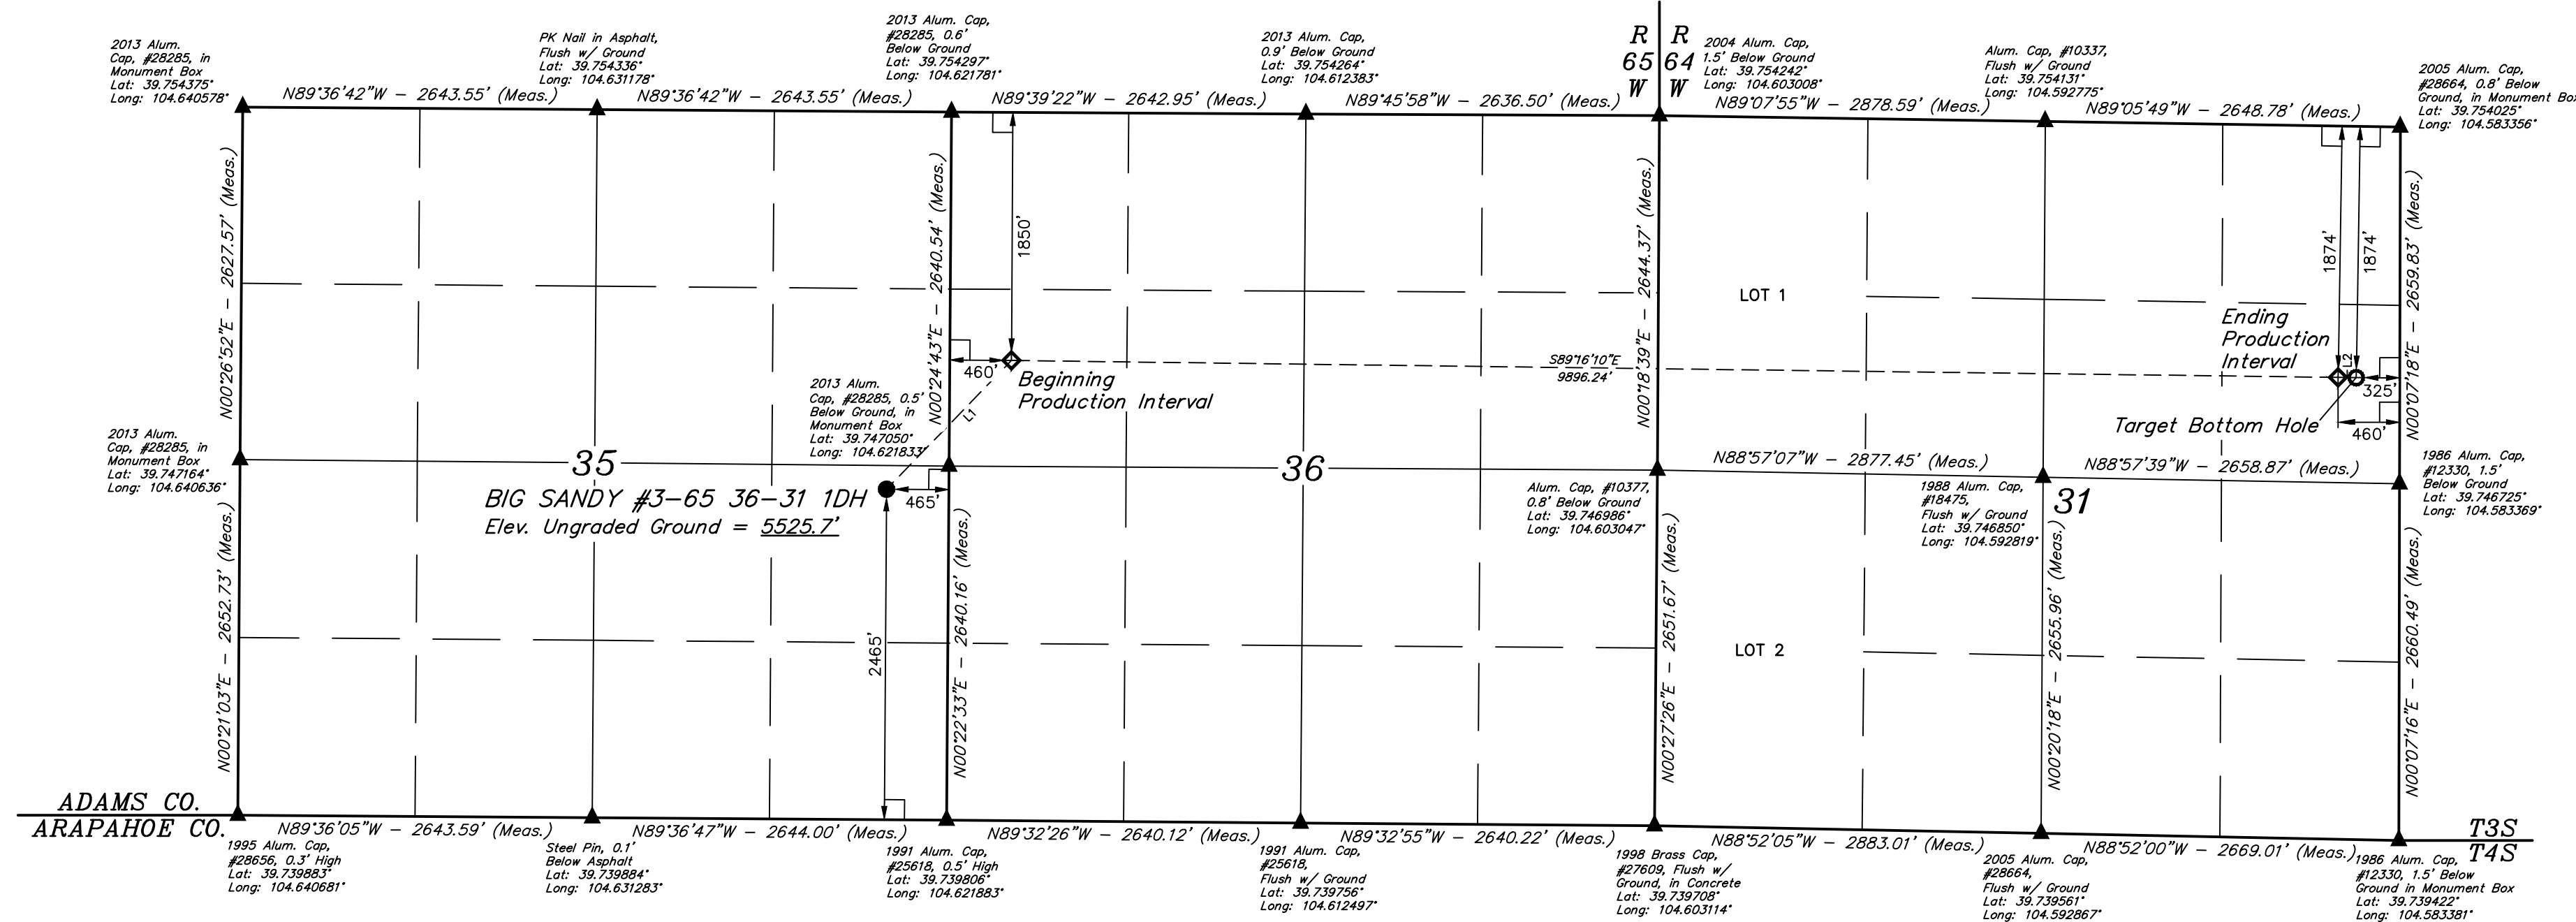 2013 Alum.
Cap, #28285, in
Monument Box
Lat: 39.754375°
Long: 104.640578°
PK Nail in Asphalt,
Flush w/ Ground
Lat: 39.754336°
Long: 104.631178°
2013 Alum. Cap,
#28285, 0.6'
Below Ground
Lat: 39.754297°
Long: 104.621781°
2013 Alum. Cap,
0.9' Below Ground
Lat: 39.754264°
Long: 104.612383°
R R
65 64
W W
2004 Alum. Cap,
1.5' Below Ground
Lat: 39.754242°
Long: 104.603008°
Alum. Cap, #10337,
Flush w/ Ground
Lat: 39.754131°
Long: 104.592775°
2005 Alum. Cap,
#28664, 0.8' Below
Ground, in Monument Box
Lat: 39.754025°
Long: 104.583356°
N89°36'42"W - 2643.55' (Meas.)
N89°36'42"W - 2643.55' (Meas.)
N89°39'22"W - 2642.95' (Meas.)
N89°45'58"W - 2636.50' (Meas.)
N89°07'55"W - 2878.59' (Meas.)
N89°05'49"W - 2648.78' (Meas.)
N00°26'52"E - 2627.57' (Meas.)
N00°24'43"E - 2640.54' (Meas.)
1850'
N00°18'39"E - 2644.37' (Meas.)
1874'
1874'
N00°07'18"E - 2659.83' (Meas.)
LOT 1
Ending
Production
Interval
L2
325'
460'
S89°16'10"E
9896.24'
460'
Beginning
Production Interval
L1
Target Bottom Hole
2013 Alum.
Cap, #28285, 0.5'
Below Ground, in
Monument Box
Lat: 39.747050°
Long: 104.621833°
2013 Alum.
Cap, #28285, in
Monument Box
Lat: 39.747164°
Long: 104.640636°
35
36
31
N88°57'07"W - 2877.45' (Meas.)
N88°57'39"W - 2658.87' (Meas.)
BIG SANDY #3-65 36-31 1DH
Elev. Ungraded Ground = 5525.7'
465'
Alum. Cap, #10377,
0.8' Below Ground
Lat: 39.746986°
Long: 104.603047°
1988 Alum. Cap,
#18475,
Flush w/ Ground
Lat: 39.746850°
Long: 104.592819°
1986 Alum. Cap,
#12330, 1.5'
Below Ground
Lat: 39.746725°
Long: 104.583369°
N00°21'03"E - 2652.73' (Meas.)
2465'
N00°22'33"E - 2640.16' (Meas.)
N00°27'26"E - 2651.67' (Meas.)
LOT 2
N00°20'18"E - 2655.96' (Meas.)
N00°07'16"E - 2660.49' (Meas.)
ADAMS CO.
ARAPAHOE CO.
T3S
T4S
N89°36'05"W - 2643.59' (Meas.)
N89°36'47"W - 2644.00' (Meas.)
N89°32'26"W - 2640.12' (Meas.)
N89°32'55"W - 2640.22' (Meas.)
N88°52'05"W - 2883.01' (Meas.)
N88°52'00"W - 2669.01' (Meas.)
1995 Alum. Cap,
#28656, 0.3' High
Lat: 39.739883°
Long: 104.640681°
Steel Pin, 0.1'
Below Asphalt
Lat: 39.739884°
Long: 104.631283°
1991 Alum. Cap,
#25618, 0.5' High
Lat: 39.739806°
Long: 104.621883°
1991 Alum. Cap,
#25618,
Flush w/ Ground
Lat: 39.739756°
Long: 104.612497°
1998 Brass Cap,
#27609, Flush w/
Ground, in Concrete
Lat: 39.739708°
Long: 104.603114°
2005 Alum. Cap,
#28664,
Flush w/ Ground
Lat: 39.739561°
Long: 104.592867°
1986 Alum. Cap,
#12330, 1.5' Below
Ground in Monument Box
Lat: 39.739422°
Long: 104.583381°